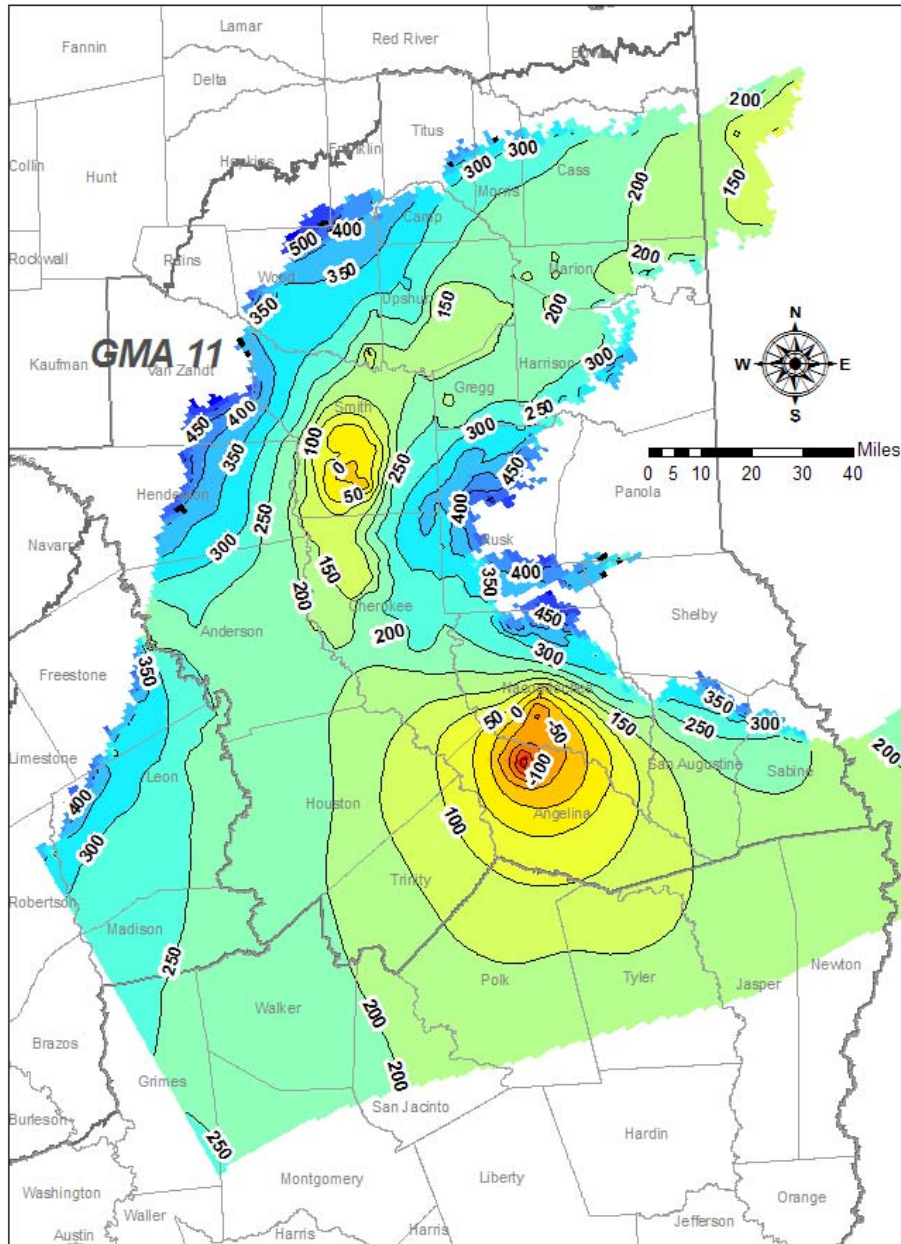 Lamar
Fannin
Red River
Delta
200
Titus
Franklin
300
300
Collin
Hunt
Hopkins
Cass
Morris
200
150
Camp
400
500
Rockwall
Rains
200
Wood
350
Marion
350
Upshur
150
200
N
GMA 11
Kaufman
Van Zandt
Harrison
300
W
E
Gregg
Smith
250
S
400
450
100
300
Miles
350
0
250
450
0 5 10 20 30 40
Ellis
50
Panola
Henderson
400
250
Rusk
Navarro
300
150
350
400
200
Cherokee
450
Shelby
Anderson
200
300
350
Freestone
Nacogdoches
350
50
0
-50
150
250
300
200
Limestone
San Augustine
Sabine
Leon
-100
400
Houston
Angelina
100
300
Trinity
Robertson
Madison
250
Polk
Tyler
Newton
Jasper
Walker
200
Brazos
200
Grimes
San Jacinto
Burleson
250
Hardin
Montgomery
Liberty
Washington
Orange
Waller
Jefferson
Austin
Harris
Harris